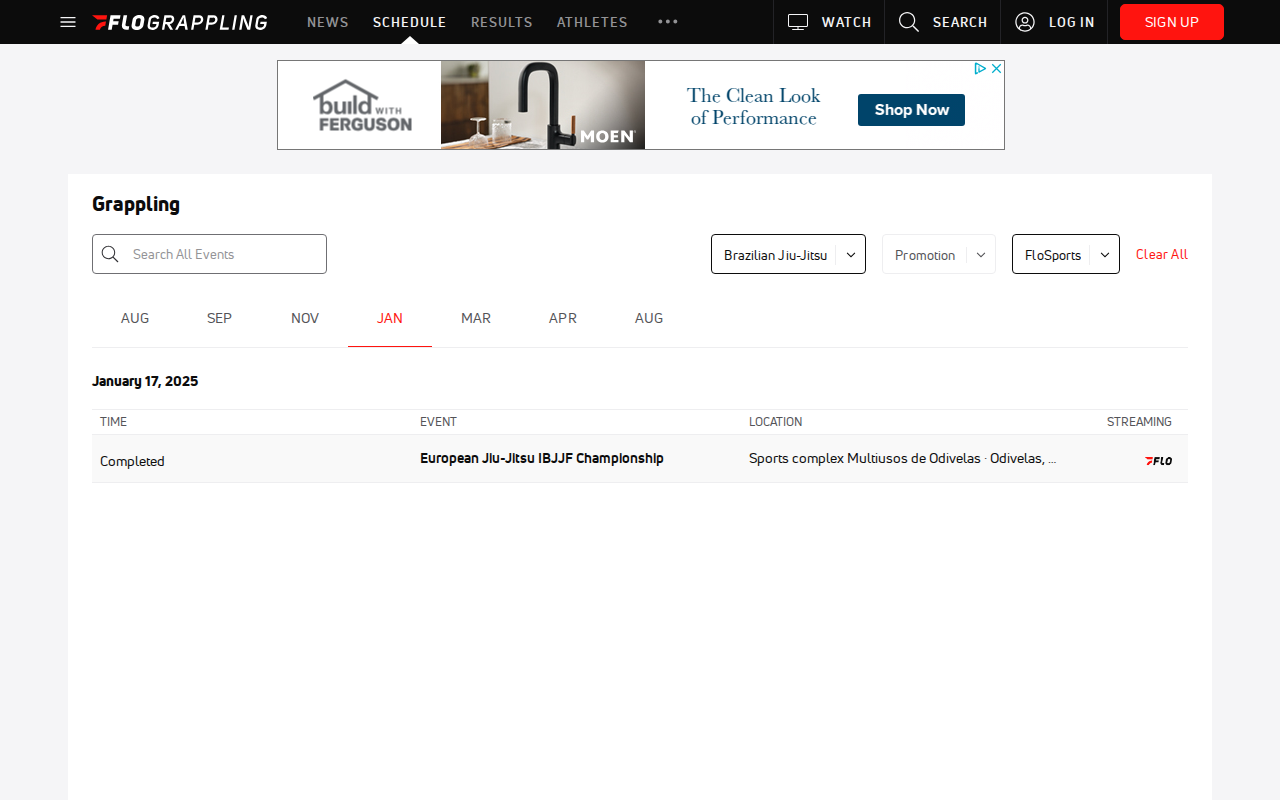 FLOGRAPPLING NEWS SCHEDULE RESULTS ATHLETES WATCH SEARCH LOG IN SIGN UP
build WITH FERGUSON
MOEN
The Clean Look
of Performance
Shop Now
Grappling
Search All Events Brazilian Jiu-Jitsu Promotion FloSports Clear All
AUG SEP NOV JAN MAR APR AUG
January 17, 2025
TIME EVENT LOCATION STREAMING
Completed European Jiu-Jitsu IBJJF Championship Sports complex Multiusos de Odivelas · Odivelas, ... FLO